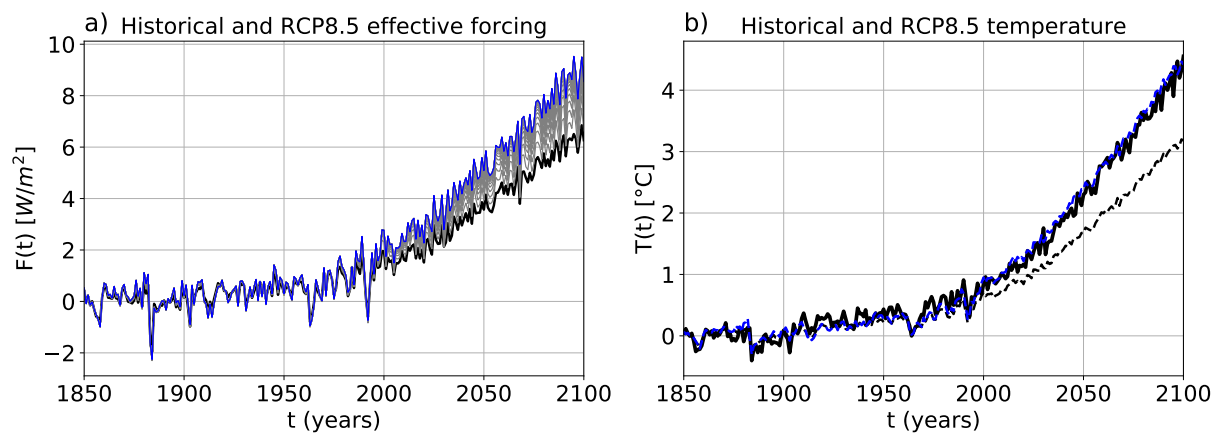 a) Historical and RCP8.5 effective forcing
10
8
6
4
2
0
−2
F(t) [W/m²]
1850 1900 1950 2000 2050 2100
t (years)
b) Historical and RCP8.5 temperature
4
3
2
1
0
T(t) [°C]
1850 1900 1950 2000 2050 2100
t (years)